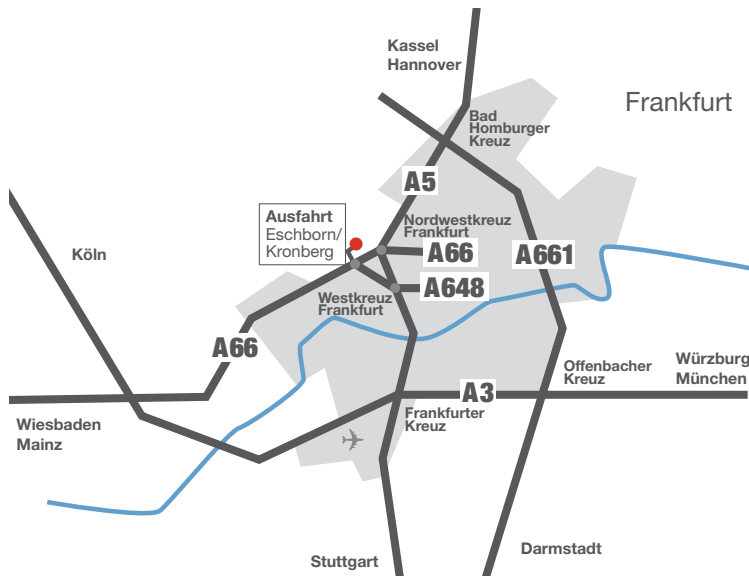 Kassel
Hannover
Frankfurt
Bad
Homburger
Kreuz
A5
Ausfahrt
Eschborn/
Kronberg
Nordwestkreuz
Frankfurt
A66
A661
Köln
A648
Westkreuz
Frankfurt
A66
Offenbacher
Kreuz
Würzburg
München
A3
Wiesbaden
Mainz
Frankfurter
Kreuz
Stuttgart
Darmstadt